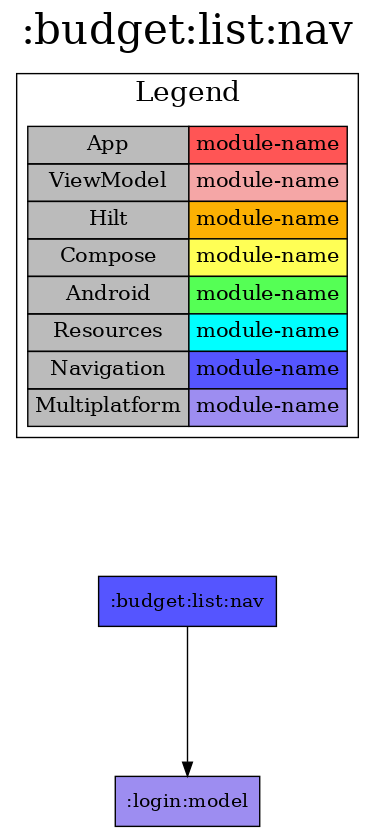 :budget:list:nav
Legend
App module-name
ViewModel module-name
Hilt module-name
Compose module-name
Android module-name
Resources module-name
Navigation module-name
Multiplatform module-name
:budget:list:nav
:login:model